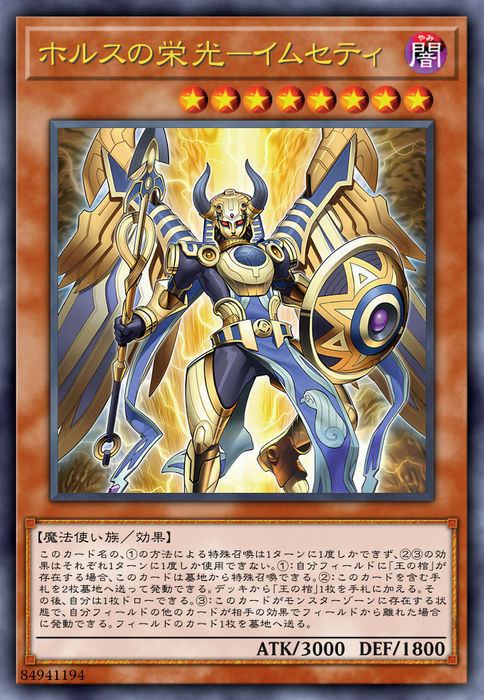 ホルスの栄光－イムセティ
やみ
闇
【魔法使い族／効果】
このカード名の、①の方法による特殊召喚は1ターンに1度しかできず、②③の効
果はそれぞれ1ターンに1度しか使用できない。①：自分フィールドに「王の棺」が
存在する場合、このカードは墓地から特殊召喚できる。②：このカードを含む手
札を2枚墓地へ送って発動できる。デッキから「王の棺」1枚を手札に加える。そ
の後、自分は1枚ドローできる。③：このカードがモンスターゾーンに存在する状
態で、自分フィールドの他のカードが相手の効果でフィールドから離れた場合
に発動できる。フィールドのカード1枚を墓地へ送る。
ATK/3000 DEF/1800
84941194